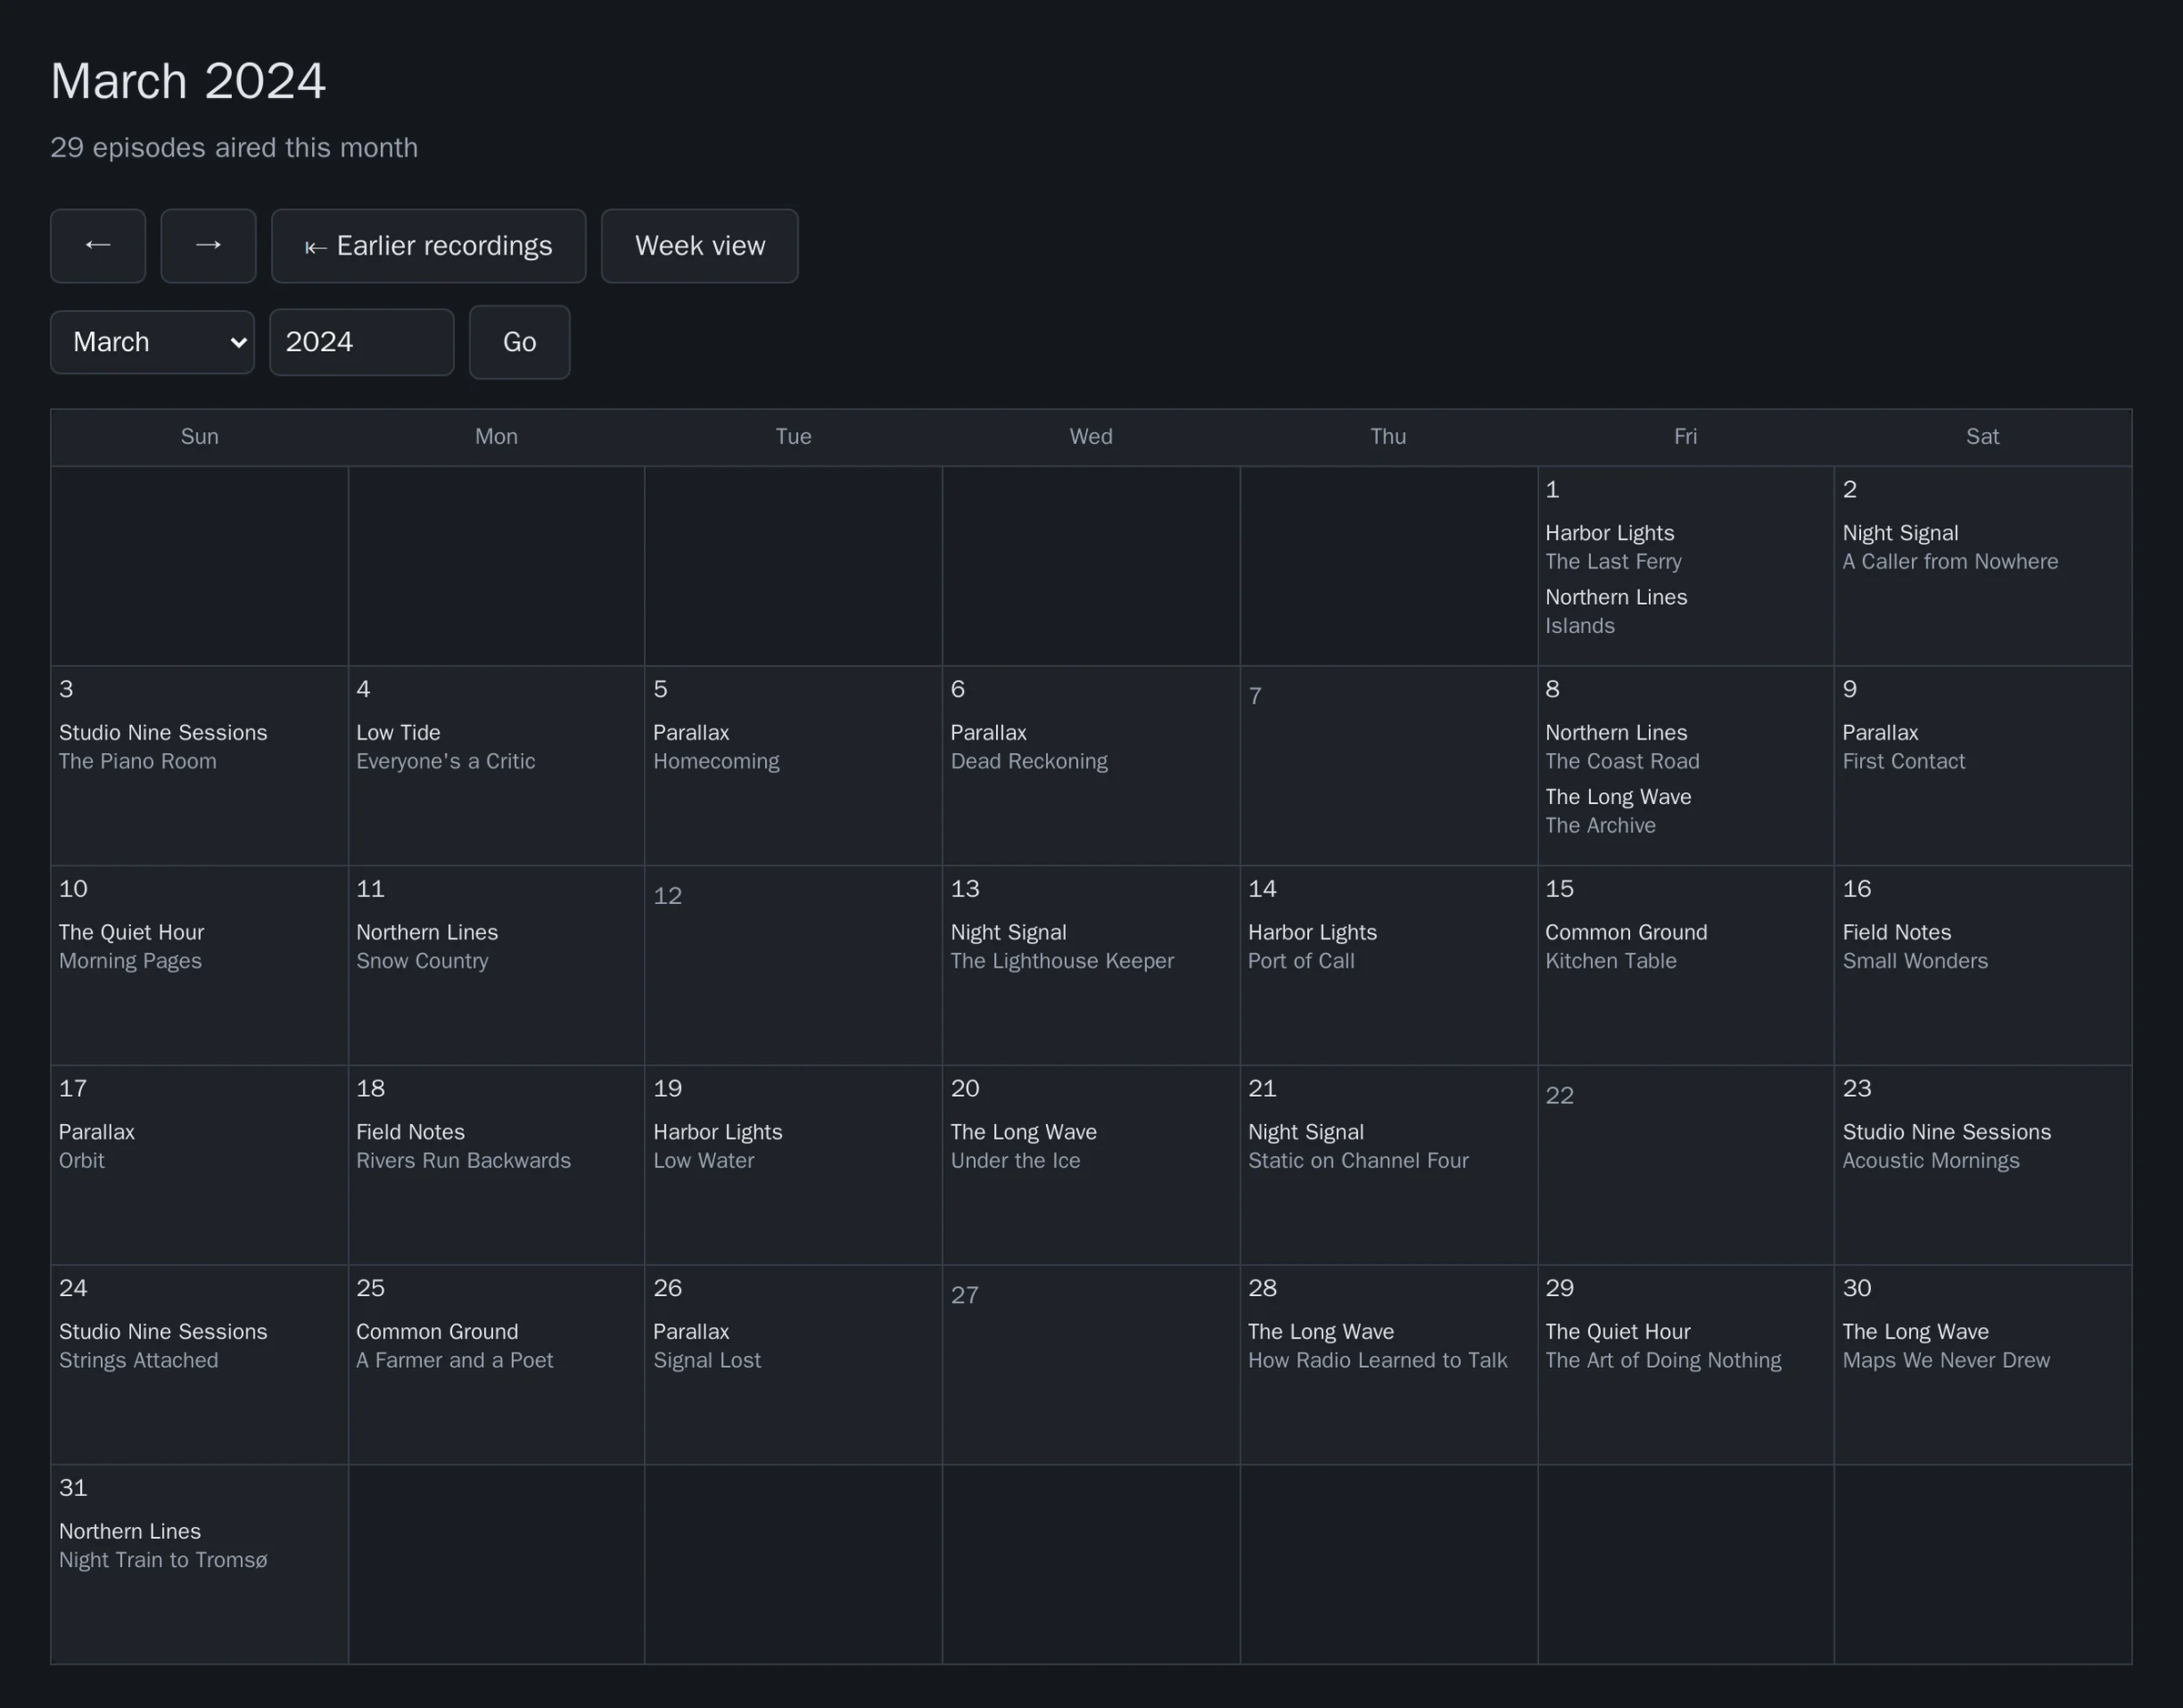 March 2024
29 episodes aired this month
← → ⇤ Earlier recordings Week view
March 2024 Go
Sun Mon Tue Wed Thu Fri Sat
1
Harbor Lights
The Last Ferry
Northern Lines
Islands
2
Night Signal
A Caller from Nowhere
3
Studio Nine Sessions
The Piano Room
4
Low Tide
Everyone's a Critic
5
Parallax
Homecoming
6
Parallax
Dead Reckoning
7
8
Northern Lines
The Coast Road
The Long Wave
The Archive
9
Parallax
First Contact
10
The Quiet Hour
Morning Pages
11
Northern Lines
Snow Country
12
13
Night Signal
The Lighthouse Keeper
14
Harbor Lights
Port of Call
15
Common Ground
Kitchen Table
16
Field Notes
Small Wonders
17
Parallax
Orbit
18
Field Notes
Rivers Run Backwards
19
Harbor Lights
Low Water
20
The Long Wave
Under the Ice
21
Night Signal
Static on Channel Four
22
23
Studio Nine Sessions
Acoustic Mornings
24
Studio Nine Sessions
Strings Attached
25
Common Ground
A Farmer and a Poet
26
Parallax
Signal Lost
27
28
The Long Wave
How Radio Learned to Talk
29
The Quiet Hour
The Art of Doing Nothing
30
The Long Wave
Maps We Never Drew
31
Northern Lines
Night Train to Tromsø